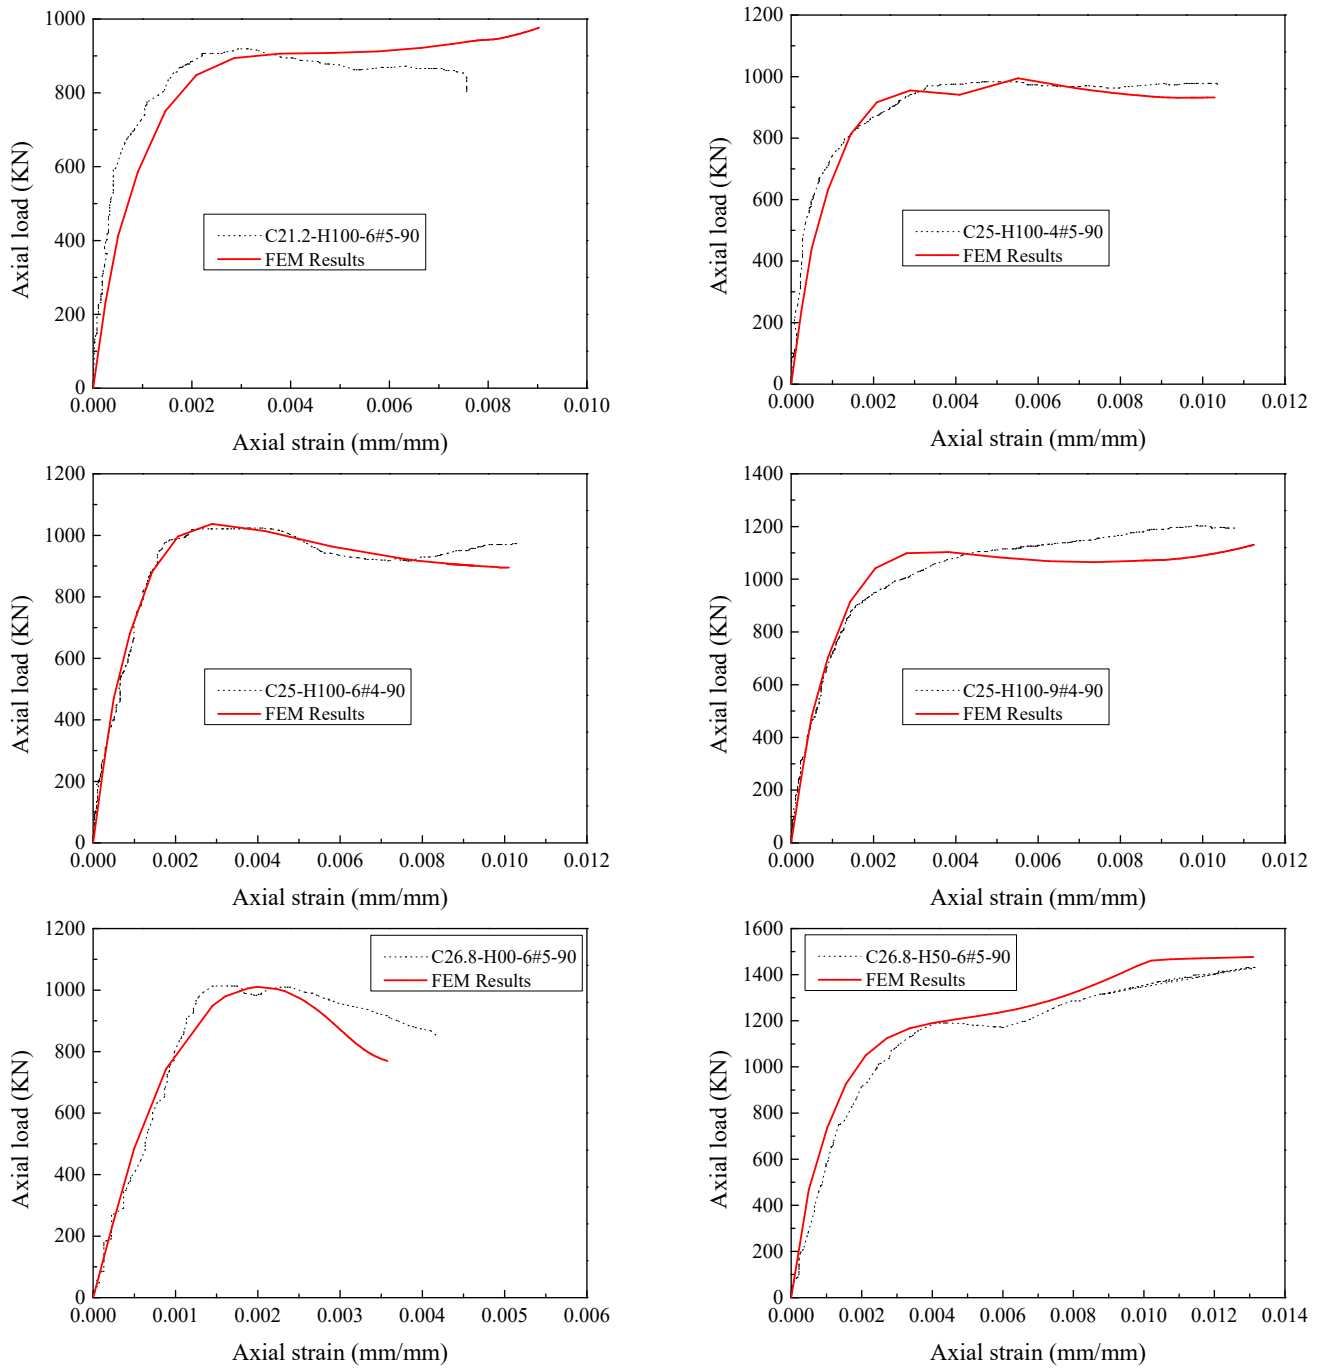 1000
800
600
400
200
0
Axial load (KN)
C21.2-H100-6#5-90
FEM Results
0.000 0.002 0.004 0.006 0.008 0.010
Axial strain (mm/mm)
1200
1000
800
600
400
200
0
Axial load (KN)
C25-H100-4#5-90
FEM Results
0.000 0.002 0.004 0.006 0.008 0.010 0.012
Axial strain (mm/mm)
1200
1000
800
600
400
200
0
Axial load (KN)
C25-H100-6#4-90
FEM Results
0.000 0.002 0.004 0.006 0.008 0.010 0.012
Axial strain (mm/mm)
1400
1200
1000
800
600
400
200
0
Axial load (KN)
C25-H100-9#4-90
FEM Results
0.000 0.002 0.004 0.006 0.008 0.010 0.012
Axial strain (mm/mm)
1200
1000
800
600
400
200
0
Axial load (KN)
C26.8-H00-6#5-90
FEM Results
0.000 0.001 0.002 0.003 0.004 0.005 0.006
Axial strain (mm/mm)
1600
1400
1200
1000
800
600
400
200
0
Axial load (KN)
C26.8-H50-6#5-90
FEM Results
0.000 0.002 0.004 0.006 0.008 0.010 0.012 0.014
Axial strain (mm/mm)